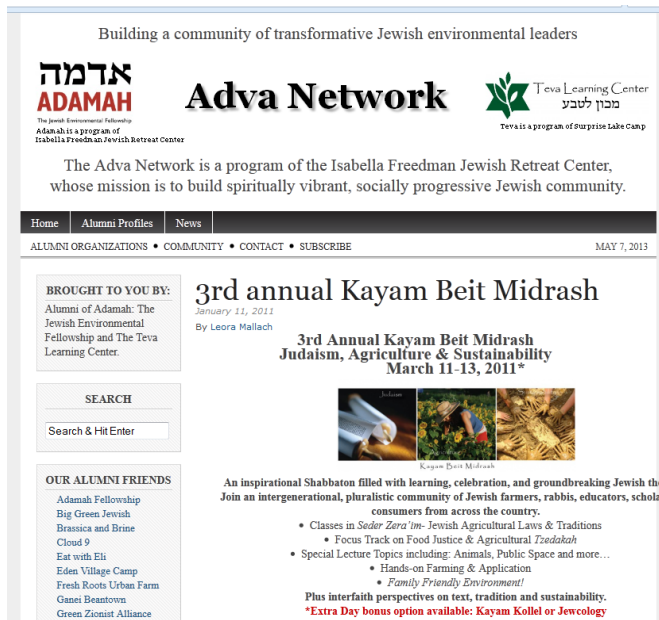 Building a community of transformative Jewish environmental leaders
אדמה
ADAMAH
The Jewish Environmental Fellowship
Adamah is a program of
Isabella Freedman Jewish Retreat Center
Adva Network
Teva Learning Center
מכון לטבע
Teva is a program of Surprise Lake Camp
The Adva Network is a program of the Isabella Freedman Jewish Retreat Center,
whose mission is to build spiritually vibrant, socially progressive Jewish community.
Home Alumni Profiles News
ALUMNI ORGANIZATIONS • COMMUNITY • CONTACT • SUBSCRIBE MAY 7, 2013
BROUGHT TO YOU BY:
Alumni of Adamah: The
Jewish Environmental
Fellowship and The Teva
Learning Center.
SEARCH
Search & Hit Enter
OUR ALUMNI FRIENDS
Adamah Fellowship
Big Green Jewish
Brassica and Brine
Cloud 9
Eat with Eli
Eden Village Camp
Fresh Roots Urban Farm
Ganei Beantown
Green Zionist Alliance
3rd annual Kayam Beit Midrash
January 11, 2011
By Leora Mallach
3rd Annual Kayam Beit Midrash
Judaism, Agriculture & Sustainability
March 11-13, 2011*
Judaism
Kayam Beit Midrash
An inspirational Shabbaton filled with learning, celebration, and groundbreaking Jewish
Join an intergenerational, pluralistic community of Jewish farmers, rabbis, educators,
consumers from across the country.
• Classes in Seder Zera'im- Jewish Agricultural Laws & Traditions
• Focus Track on Food Justice & Agricultural Tzedakah
• Special Lecture Topics including: Animals, Public Space and more…
• Hands-on Farming & Application
• Family Friendly Environment!
Plus interfaith perspectives on text, tradition and sustainability.
*Extra Day bonus option available: Kayam Kollel or Jewcology